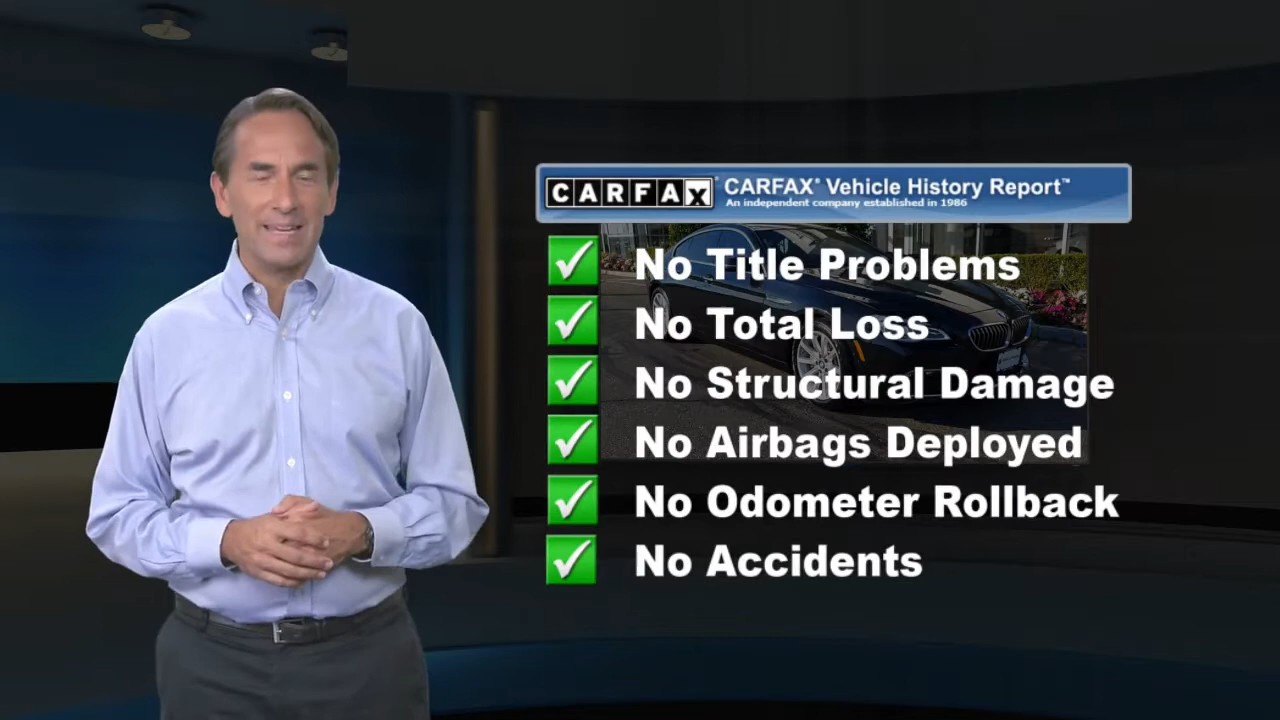 CARFAX® CARFAX® Vehicle History Report™
An independent company established in 1986
No Title Problems
No Total Loss
No Structural Damage
No Airbags Deployed
No Odometer Rollback
No Accidents